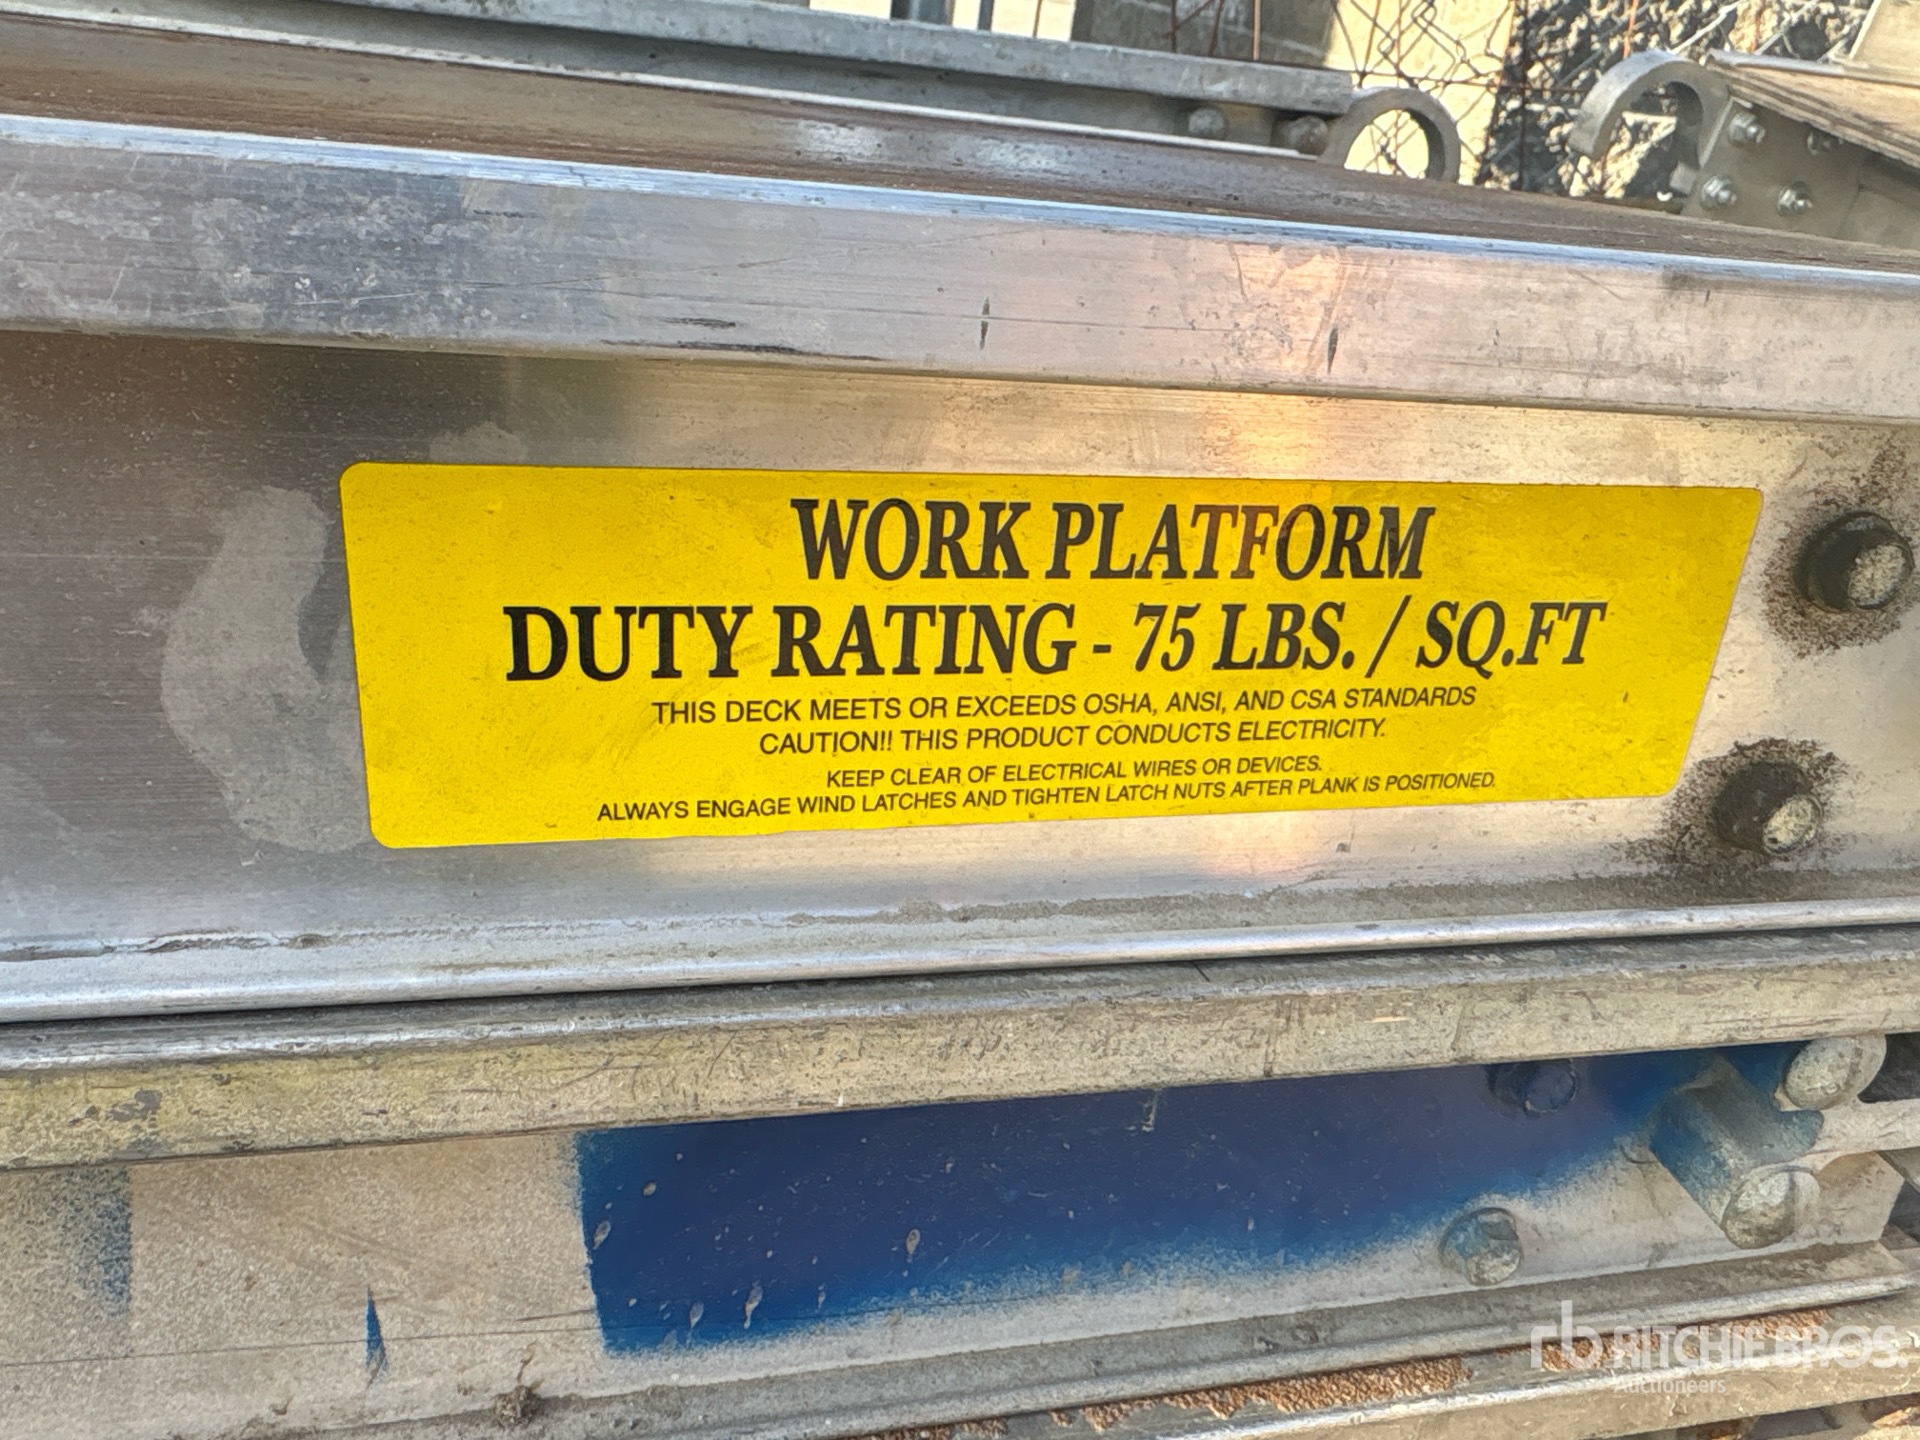 WORK PLATFORM
DUTY RATING - 75 LBS. / SQ.FT
THIS DECK MEETS OR EXCEEDS OSHA, ANSI, AND CSA STANDARDS
CAUTION!! THIS PRODUCT CONDUCTS ELECTRICITY.
KEEP CLEAR OF ELECTRICAL WIRES OR DEVICES.
ALWAYS ENGAGE WIND LATCHES AND TIGHTEN LATCH NUTS AFTER PLANK IS POSITIONED.
rb RITCHIE BROS.
Auctioneers